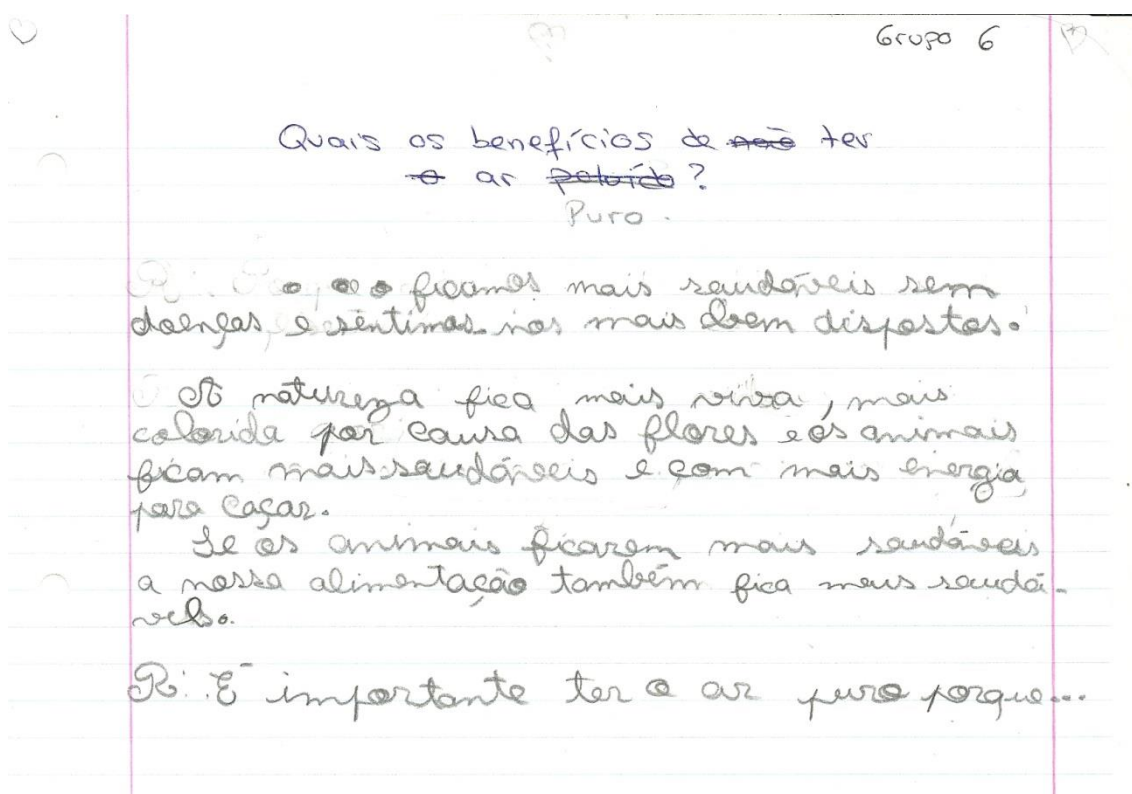 Grupo 6
Quais os benefícios de não ter
o ar poluído?
Puro.
ficamos mais saudáveis sem
doenças, e sentimos-nos mais bem dispostos.
A natureza fica mais viva, mais
colorida por causa das flores e os animais
ficam mais saudáveis e com mais energia
para caçar.
Se os animais ficarem mais saudáveis
a nossa alimentação também fica mais saudá-
vel.
R: É importante ter o ar puro porque...